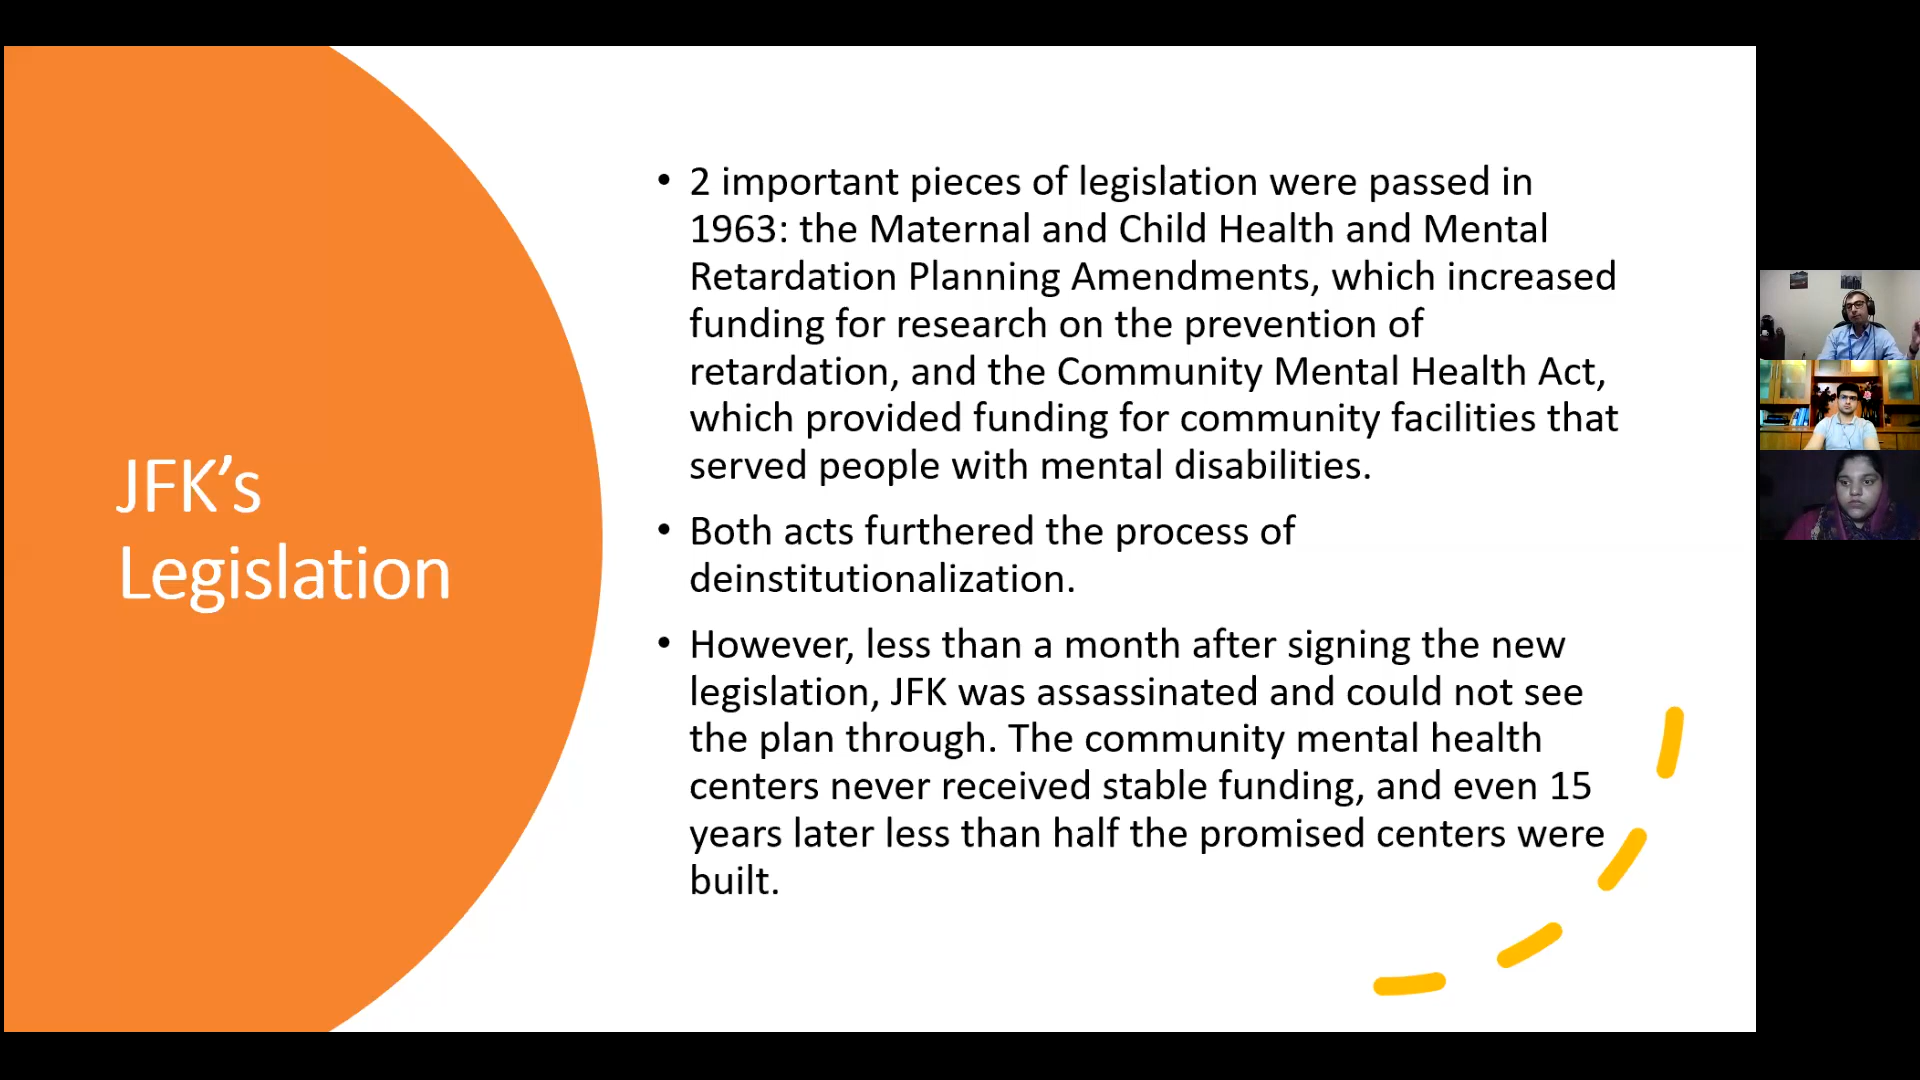 JFK’s
Legislation
• 2 important pieces of legislation were passed in
1963: the Maternal and Child Health and Mental
Retardation Planning Amendments, which increased
funding for research on the prevention of
retardation, and the Community Mental Health Act,
which provided funding for community facilities that
served people with mental disabilities.
• Both acts furthered the process of
deinstitutionalization.
• However, less than a month after signing the new
legislation, JFK was assassinated and could not see
the plan through. The community mental health
centers never received stable funding, and even 15
years later less than half the promised centers were
built.